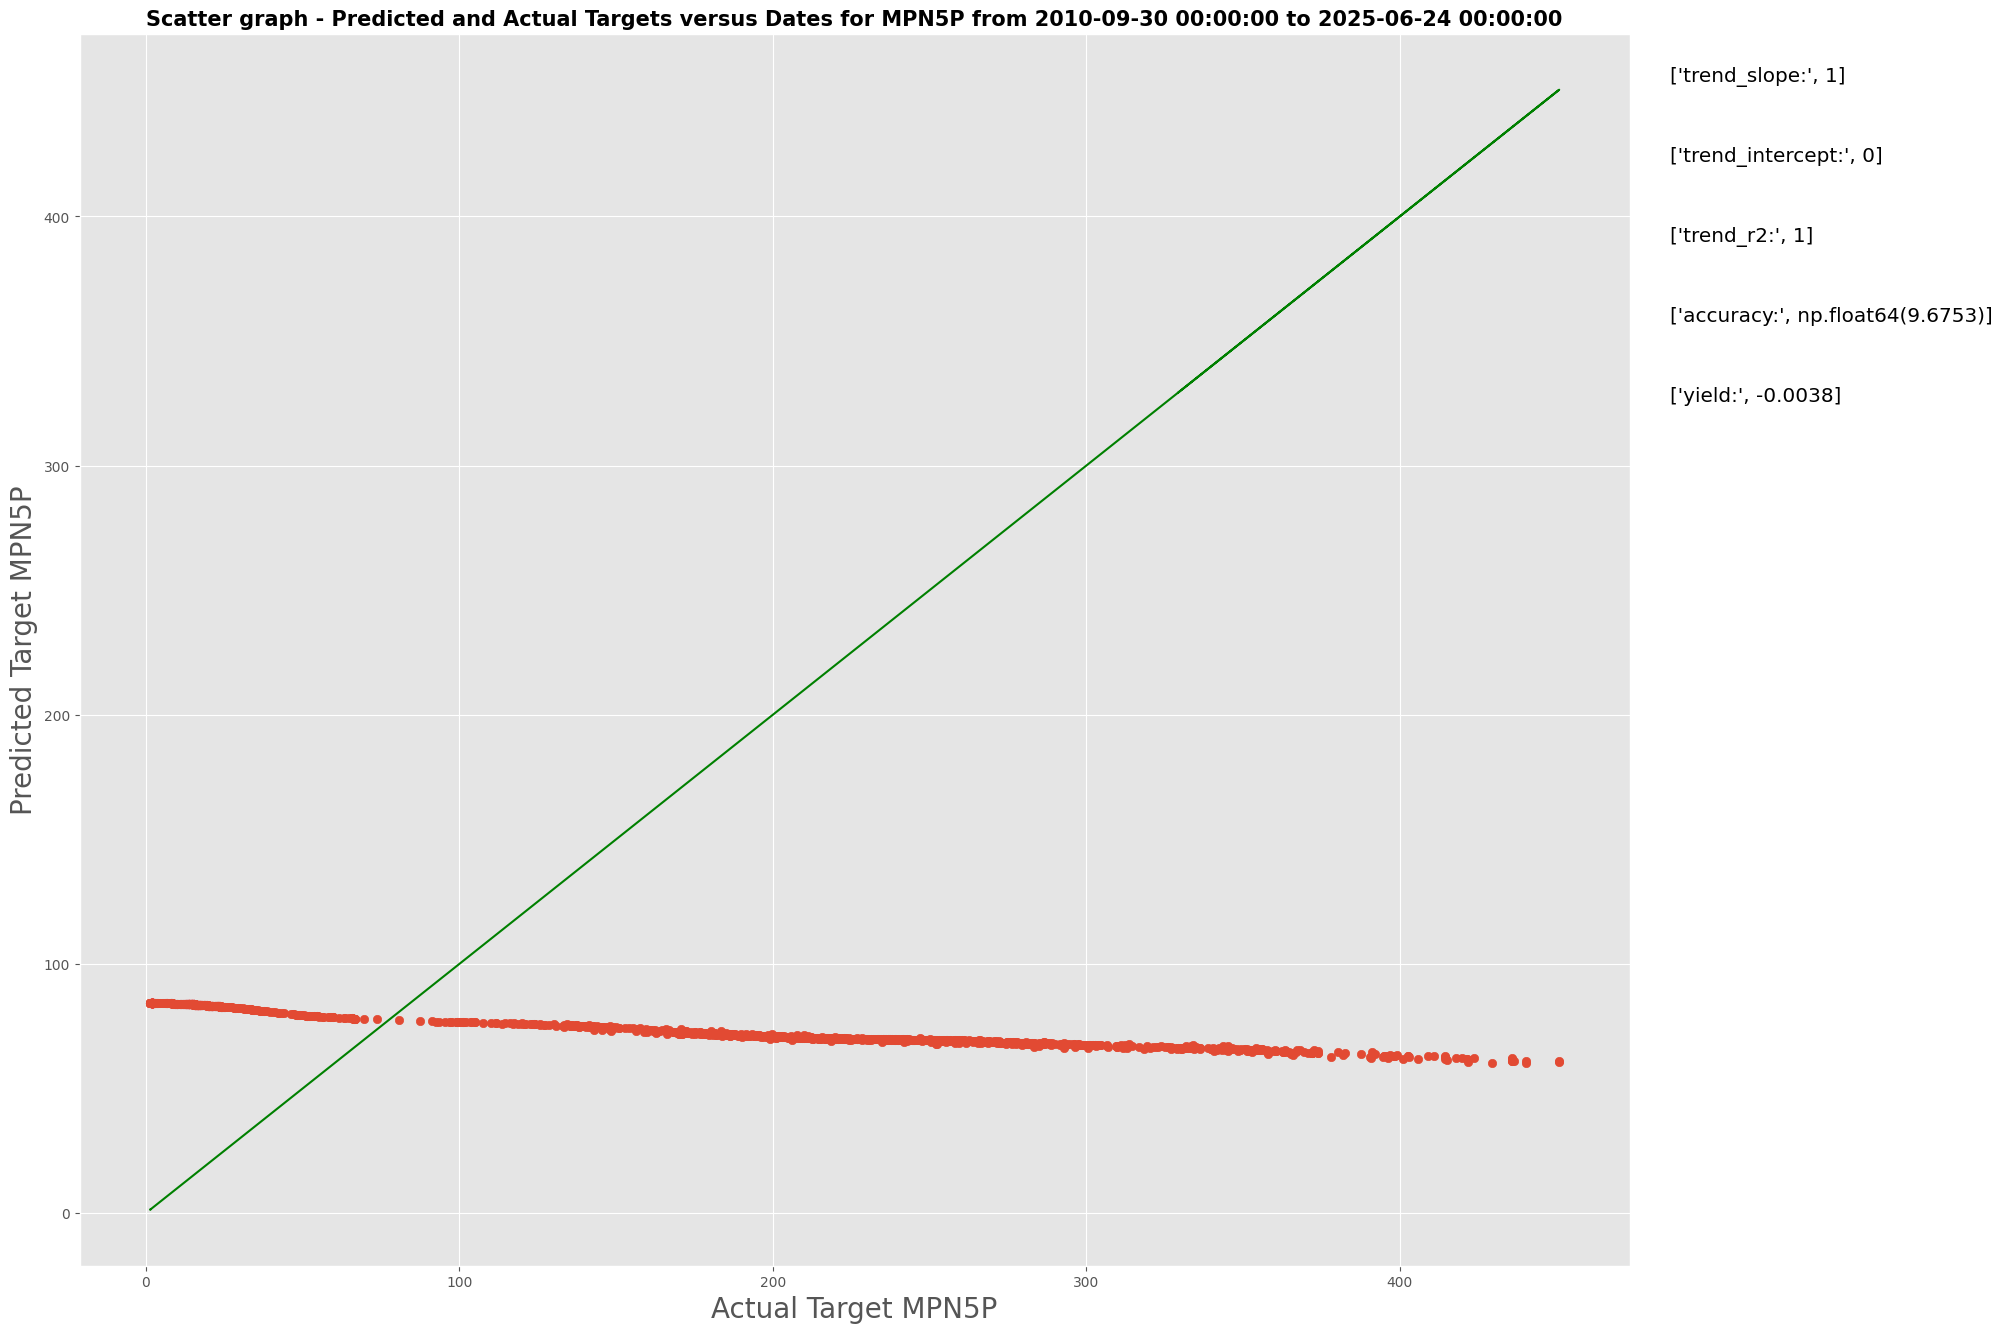 Scatter graph - Predicted and Actual Targets versus Dates for MPN5P from 2010-09-30 00:00:00 to 2025-06-24 00:00:00
['trend_slope:', 1]
['trend_intercept:', 0]
['trend_r2:', 1]
['accuracy:', np.float64(9.6753)]
['yield:', -0.0038]
Predicted Target MPN5P
400
300
200
100
0
0 100 200 300 400
Actual Target MPN5P